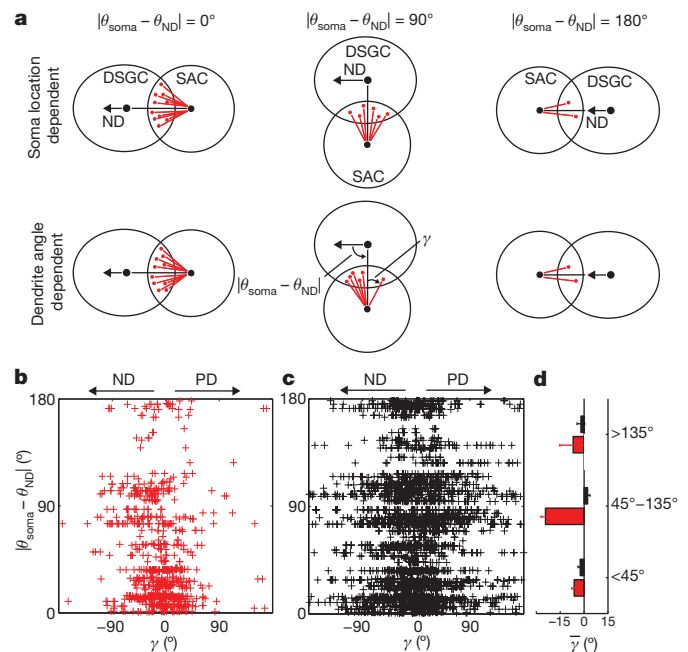 a
|θsoma – θND| = 0°
|θsoma – θND| = 90°
|θsoma – θND| = 180°
Soma location
dependent
DSGC
SAC
ND
DSGC
ND
SAC
SAC
DSGC
ND
Dendrite angle
dependent
γ
|θsoma – θND|
b
ND
PD
c
ND
PD
d
|θsoma – θND| (°)
180
90
0
–90
90
γ (°)
180
90
0
–90
90
γ (°)
>135°
45°–135°
<45°
–15
0
15
γ̅ (°)